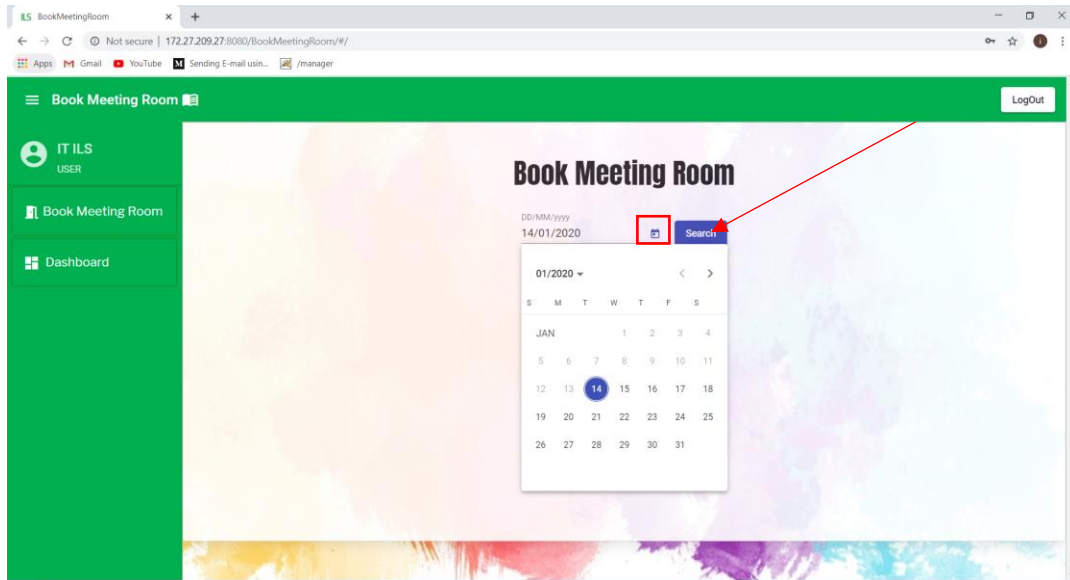 ILS BookMeetingRoom
Not secure | 172.27.209.27:8080/BookMeetingRoom/#/
Apps Gmail YouTube Sending E-mail usin... /manager
Book Meeting Room LogOut
IT ILS
USER
Book Meeting Room
Dashboard
Book Meeting Room
DD/MM/yyyy
14/01/2020 Search
01/2020
S M T W T F S
JAN 1 2 3 4
5 6 7 8 9 10 11
12 13 14 15 16 17 18
19 20 21 22 23 24 25
26 27 28 29 30 31